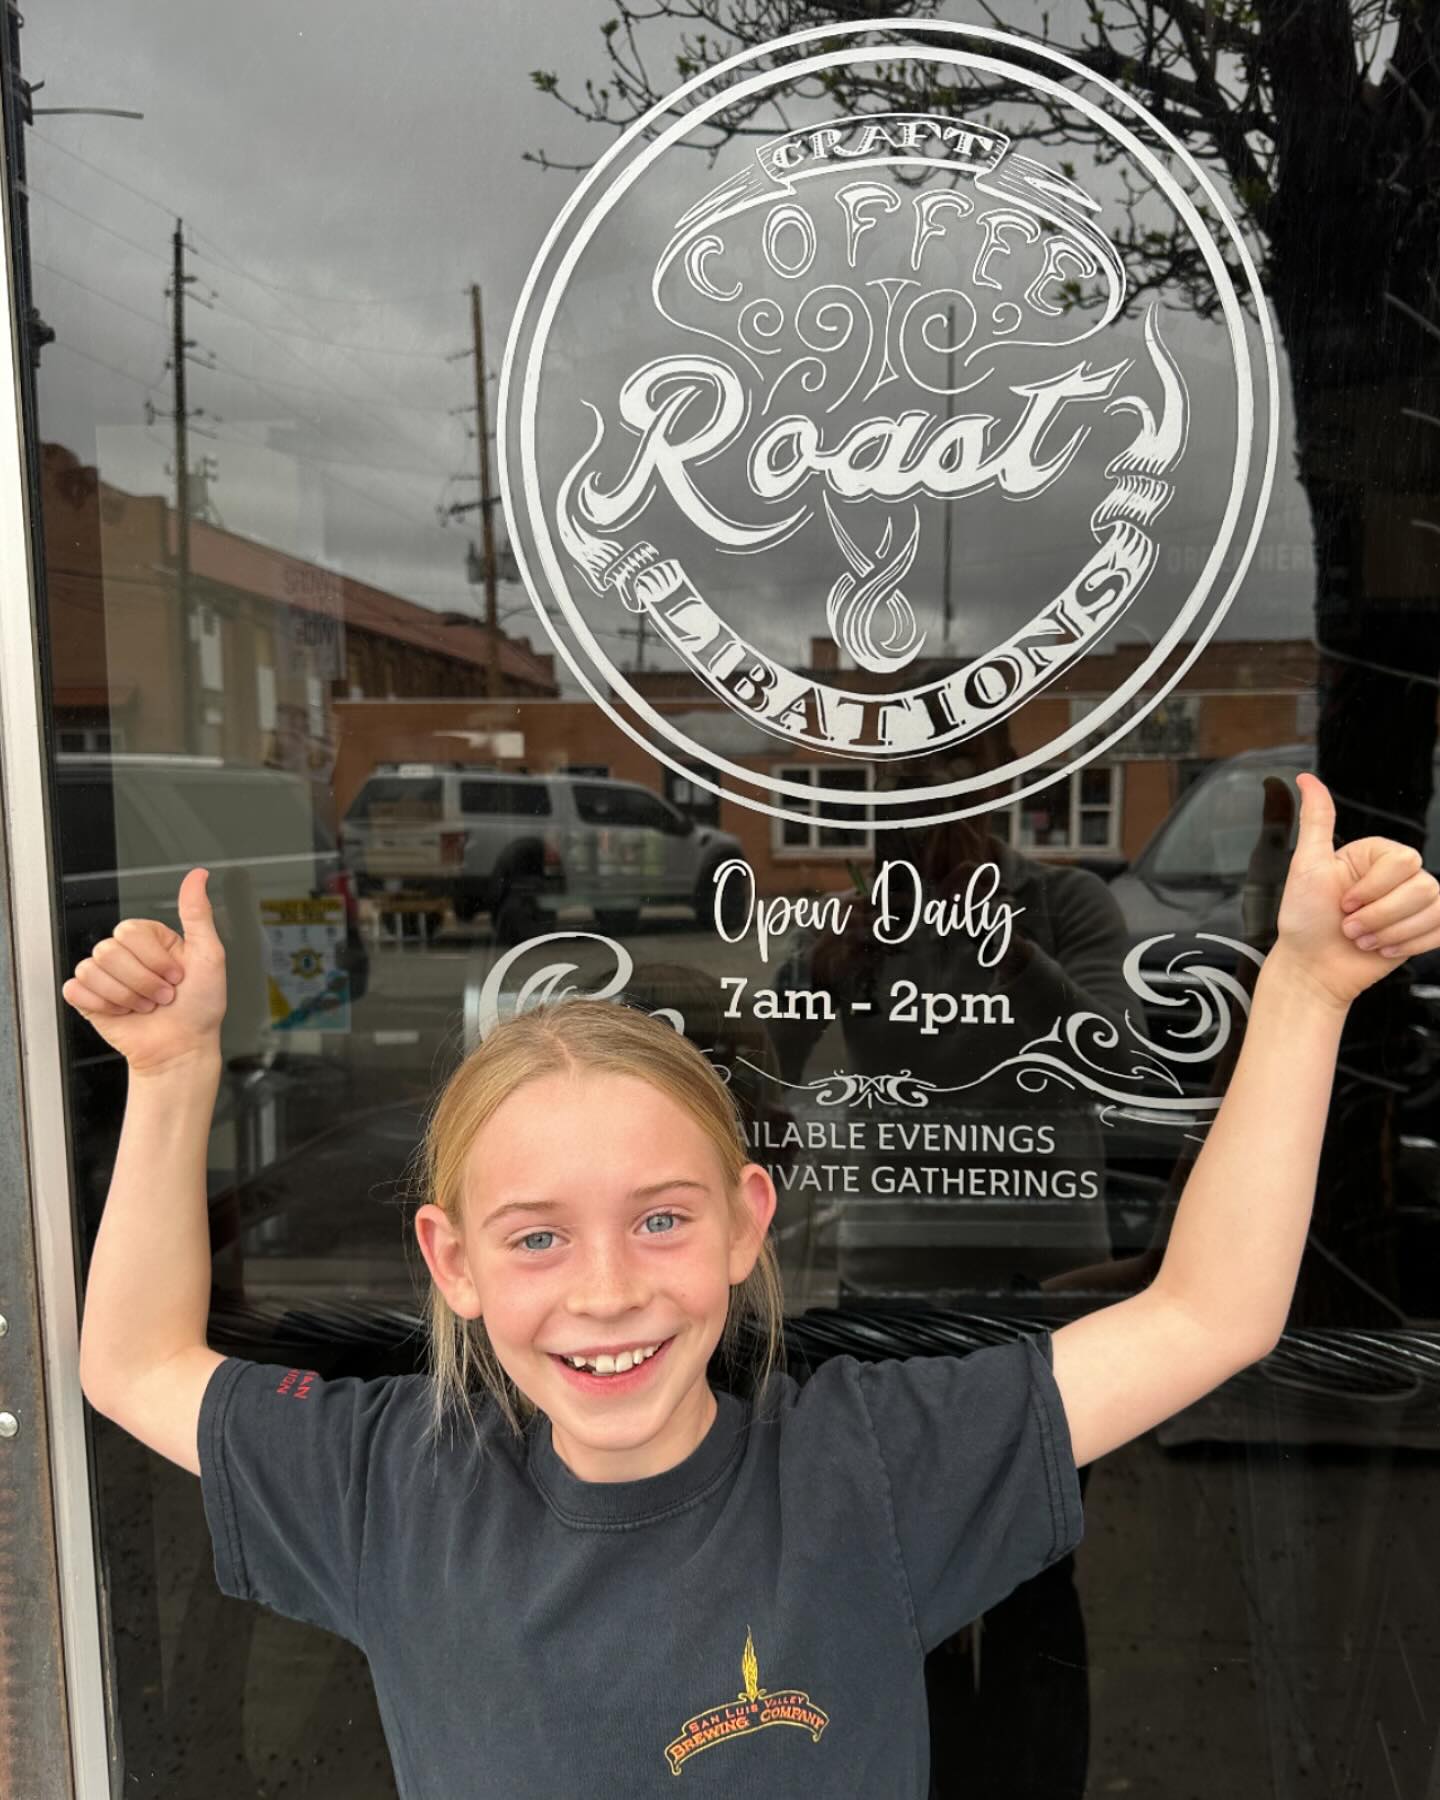 CRAFT
COFFEE
Roast
LIBATIONS
Open Daily
7am - 2pm
AILABLE EVENINGS
IVATE GATHERINGS
SAN LUIS VALLEY
BREWING COMPANY